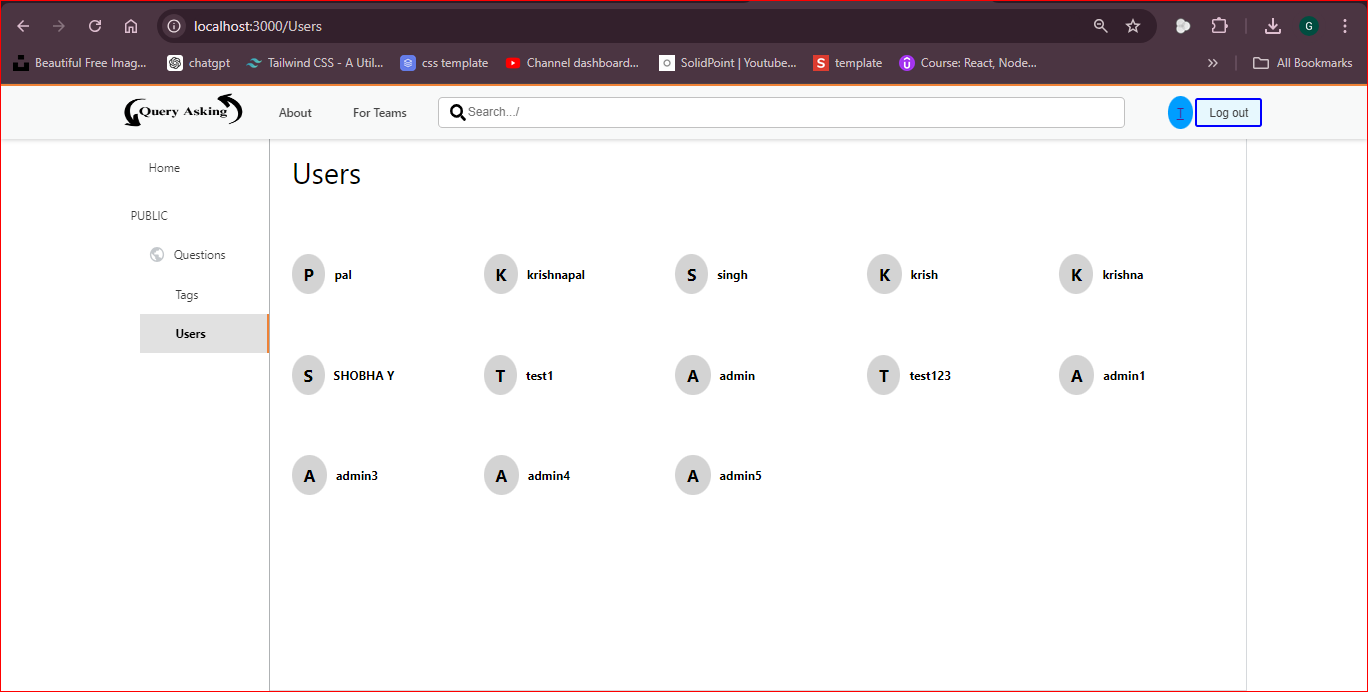 localhost:3000/Users
G
Beautiful Free Imag... chatgpt Tailwind CSS - A Util... css template Channel dashboard... SolidPoint | Youtube... S template Course: React, Node... » All Bookmarks
Query Asking About For Teams Search.../ T Log out
Home
PUBLIC
Questions
Tags
Users
Users
P pal K krishnapal S singh K krish K krishna
S SHOBHA Y T test1 A admin T test123 A admin1
A admin3 A admin4 A admin5